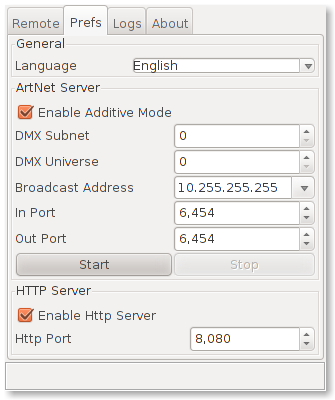 Remote Prefs Logs About
General
Language English
ArtNet Server
Enable Additive Mode
DMX Subnet 0
DMX Universe 0
Broadcast Address 10.255.255.255
In Port 6,454
Out Port 6,454
Start Stop
HTTP Server
Enable Http Server
Http Port 8,080